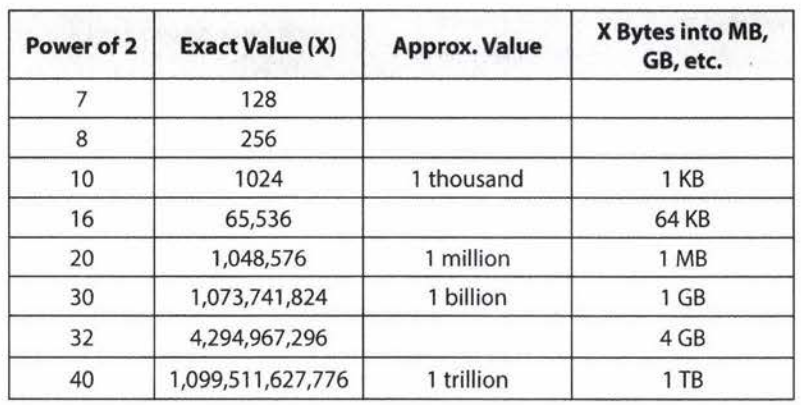 Power of 2 Exact Value (X) Approx. Value X Bytes into MB, GB, etc.
7 128
8 256
10 1024 1 thousand 1 KB
16 65,536 64 KB
20 1,048,576 1 million 1 MB
30 1,073,741,824 1 billion 1 GB
32 4,294,967,296 4 GB
40 1,099,511,627,776 1 trillion 1 TB